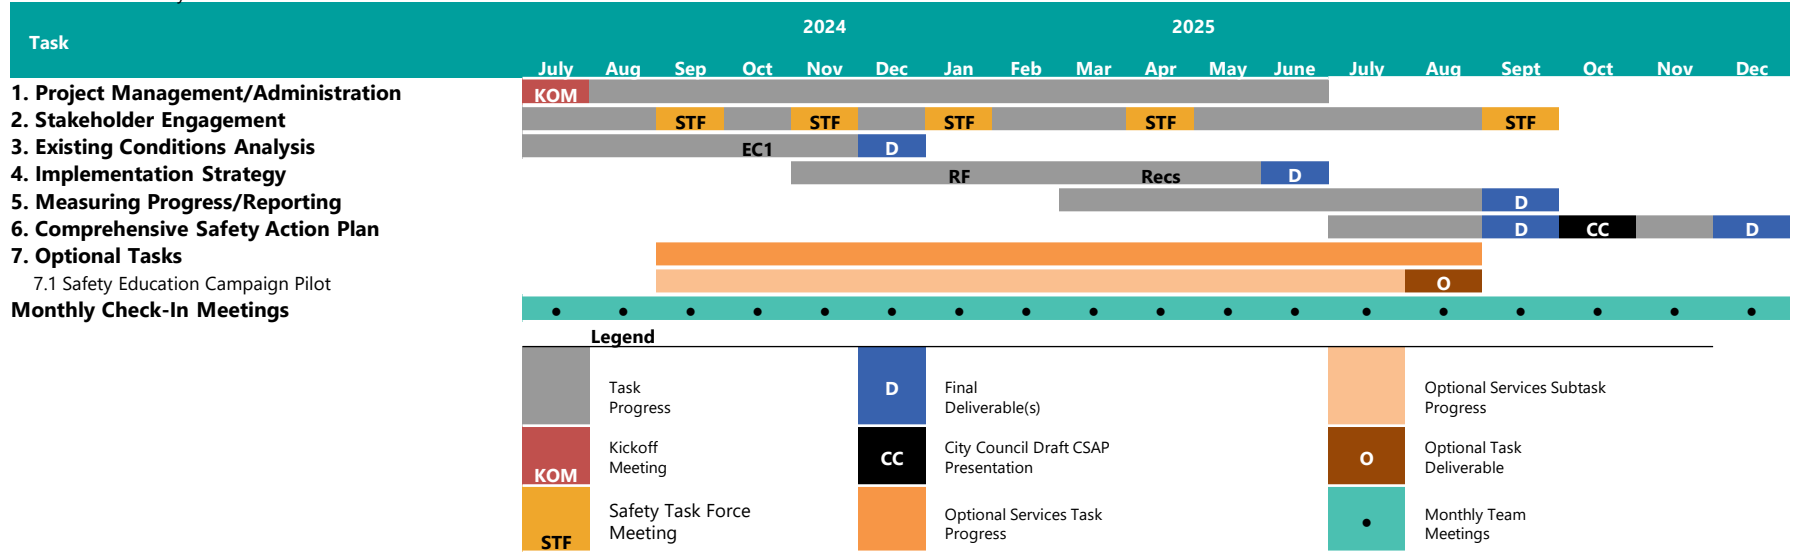 2024 2025
Task
July Aug Sep Oct Nov Dec Jan Feb Mar Apr May June July Aug Sept Oct Nov Dec
1. Project Management/Administration KOM
2. Stakeholder Engagement STF STF STF STF STF
3. Existing Conditions Analysis EC1 D
4. Implementation Strategy RF Recs D
5. Measuring Progress/Reporting D
6. Comprehensive Safety Action Plan D CC D
7. Optional Tasks
7.1 Safety Education Campaign Pilot O
Monthly Check-In Meetings
Legend
Task
Progress
D
Final
Deliverable(s)
Optional Services Subtask
Progress
KOM
Kickoff
Meeting
CC
City Council Draft CSAP
Presentation
O
Optional Task
Deliverable
STF
Safety Task Force
Meeting
Optional Services Task
Progress
Monthly Team
Meetings